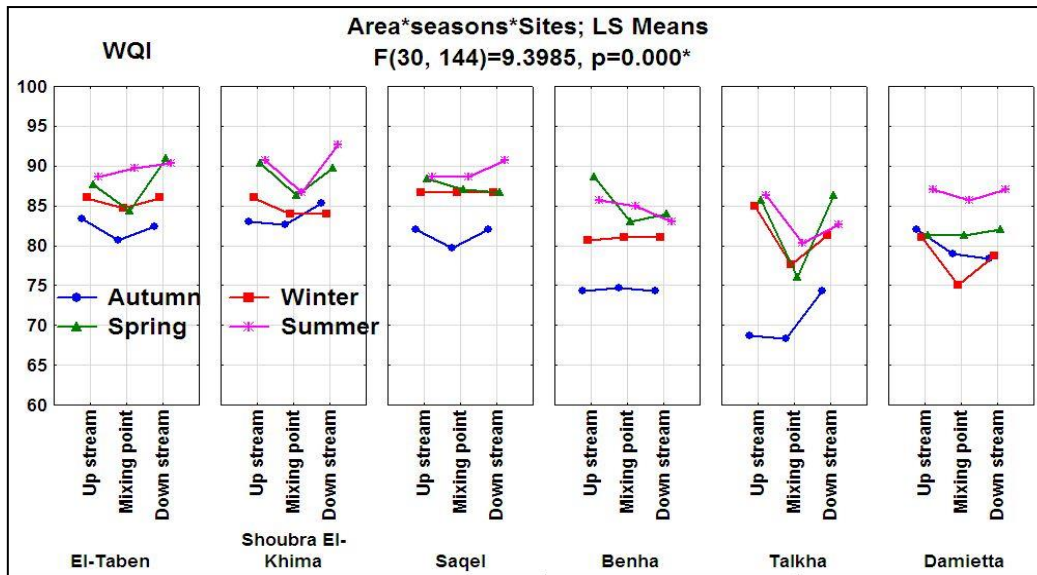 Area*seasons*Sites; LS Means
WQI
F(30, 144)=9.3985, p=0.000*
100
95
90
85
80
75
70
65
60
Autumn
Winter
Spring
Summer
Up stream
Mixing point
Down stream
Up stream
Mixing point
Down stream
Up stream
Mixing point
Down stream
Up stream
Mixing point
Down stream
Up stream
Mixing point
Down stream
Up stream
Mixing point
Down stream
El-Taben
Shoubra El-
Khima
Saqel
Benha
Talkha
Damietta